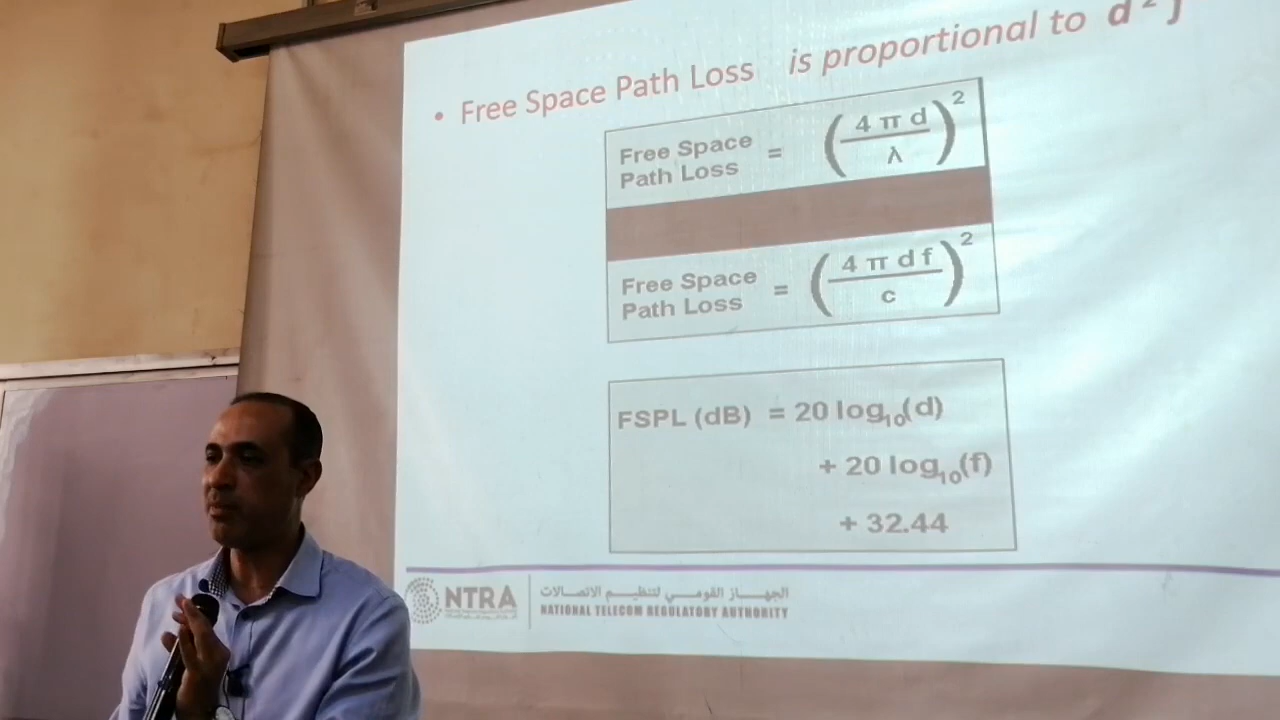 • Free Space Path Loss is proportional to d²
Free Space
Path Loss = (4 π d / λ)²
Free Space
Path Loss = (4 π d f / c)²
FSPL (dB) = 20 log₁₀(d)
+ 20 log₁₀(f)
+ 32.44
NTRA
الجهاز القومي لتنظيم الاتصالات
NATIONAL TELECOM REGULATORY AUTHORITY